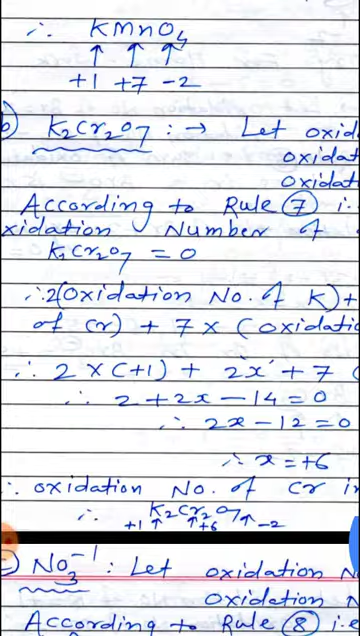 ∴ KMnO₄
↑ ↑ ↑
+1 +7 -2
b) K₂Cr₂O₇ :→ Let oxid
oxidat
oxidat
According to Rule ⑦ i.
xidation Number of
K₂Cr₂O₇ = 0
∴ 2(oxidation No. of K) +
of Cr) + 7 × (oxidatio
∴ 2 × (+1) + 2x + 7 (
∴ 2 + 2x - 14 = 0
∴ 2x - 12 = 0
∴ x = +6
∴ oxidation No. of Cr in
∴ K₂Cr₂O₇
+1 ↑ ↑ +6 ↑ -2
c) NO₃⁻¹ : Let oxidation N
oxidation N
According to Rule ⑧ i.e